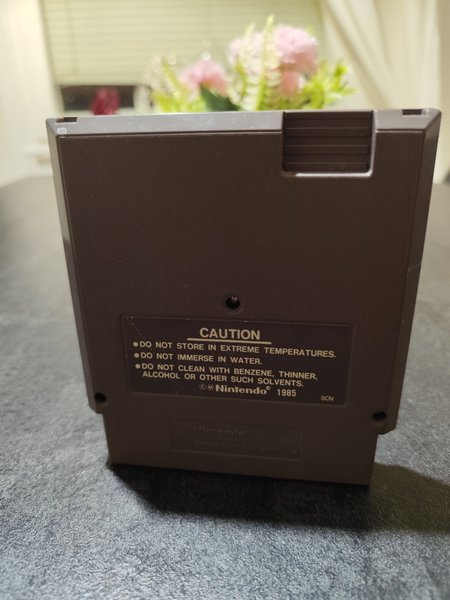 CAUTION
•DO NOT STORE IN EXTREME TEMPERATURES.
•DO NOT IMMERSE IN WATER.
•DO NOT CLEAN WITH BENZENE, THINNER,
ALCOHOL OR OTHER SUCH SOLVENTS.
©M Nintendo® 1985
SCN
Nintendo